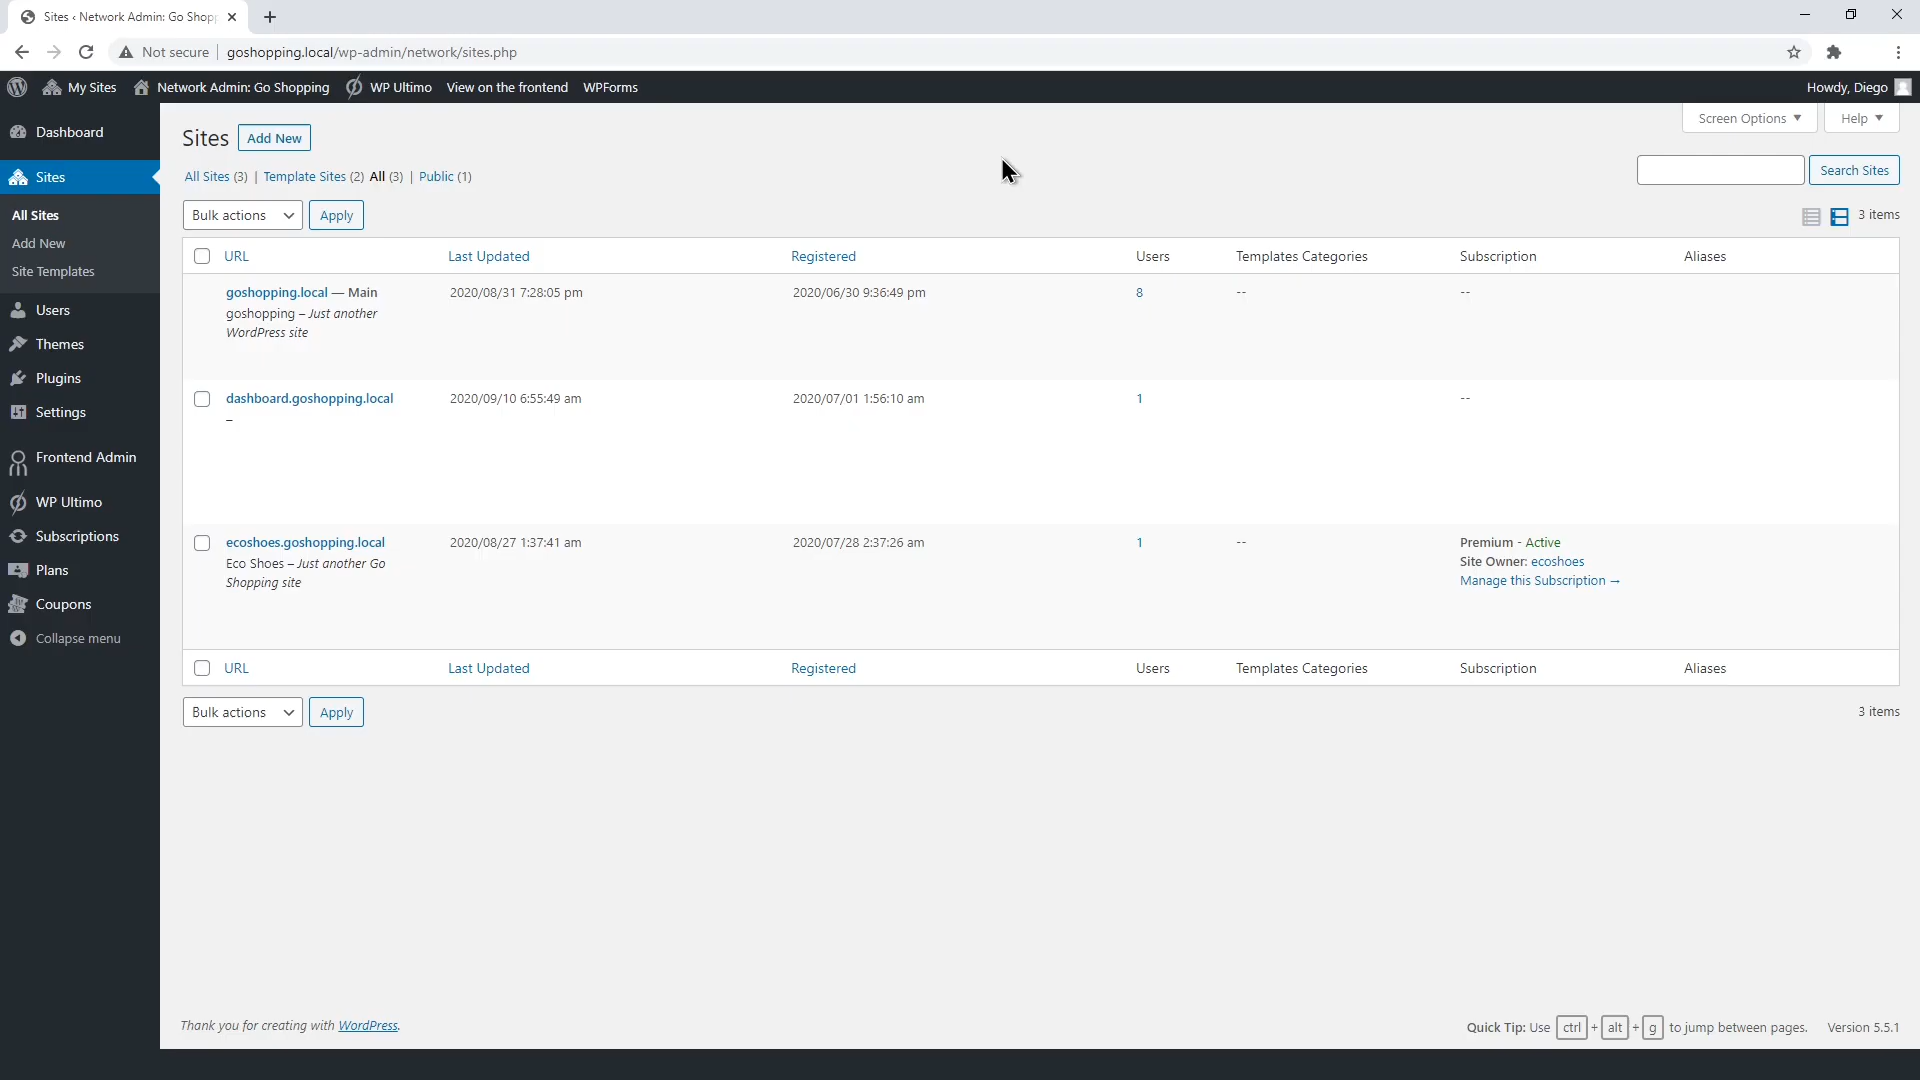 Sites ‹ Network Admin: Go Shopp
Not secure goshopping.local/wp-admin/network/sites.php
My Sites Network Admin: Go Shopping WP Ultimo View on the frontend WPForms Howdy, Diego
Dashboard
Sites
All Sites
Add New
Site Templates
Users
Themes
Plugins
Settings
Frontend Admin
WP Ultimo
Subscriptions
Plans
Coupons
Collapse menu
Screen Options Help
Sites Add New
All Sites (3) | Template Sites (2) All (3) | Public (1)
Search Sites
Bulk actions Apply
3 items
URL Last Updated Registered Users Templates Categories Subscription Aliases
goshopping.local — Main 2020/08/31 7:28:05 pm 2020/06/30 9:36:49 pm 8 -- --
goshopping – Just another
WordPress site
dashboard.goshopping.local 2020/09/10 6:55:49 am 2020/07/01 1:56:10 am 1 --
–
ecoshoes.goshopping.local 2020/08/27 1:37:41 am 2020/07/28 2:37:26 am 1 -- Premium - Active
Eco Shoes – Just another Go Site Owner: ecoshoes
Shopping site Manage this Subscription →
URL Last Updated Registered Users Templates Categories Subscription Aliases
Bulk actions Apply
3 items
Thank you for creating with WordPress.
Quick Tip: Use ctrl + alt + g to jump between pages. Version 5.5.1